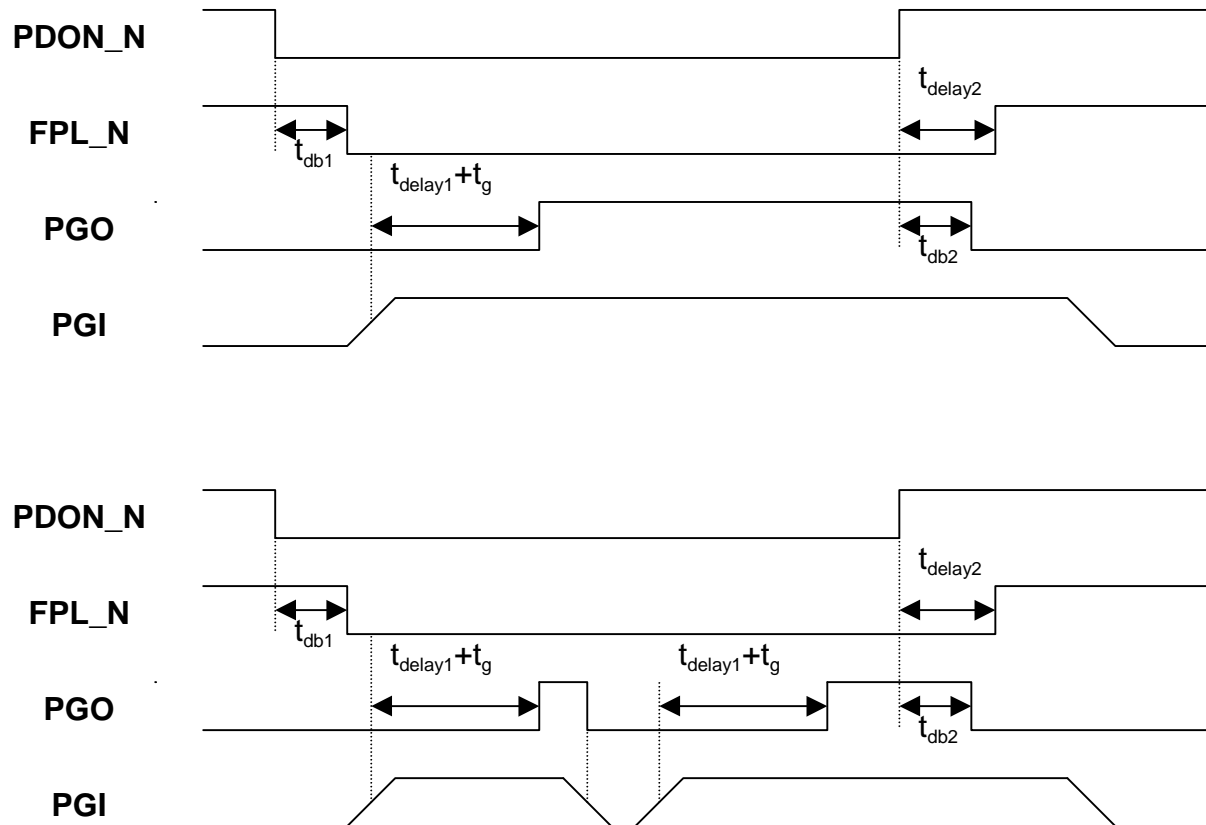 PDON_N
t_delay2
FPL_N
t_db1
t_delay1+t_g
PGO
t_db2
PGI
PDON_N
t_delay2
FPL_N
t_db1
t_delay1+t_g t_delay1+t_g
PGO
t_db2
PGI